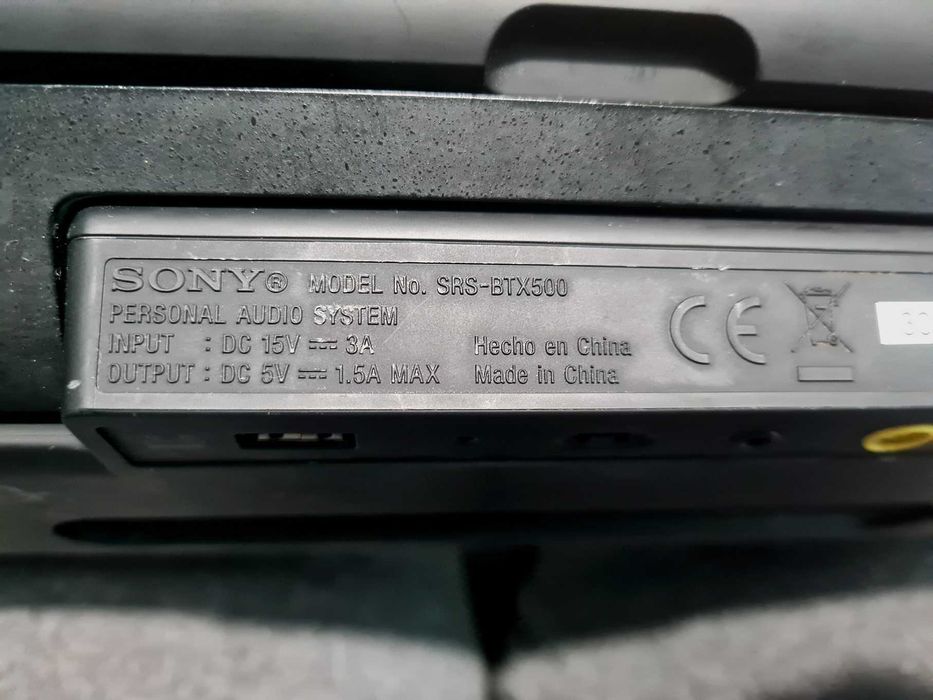 SONY® MODEL No. SRS-BTX500
PERSONAL AUDIO SYSTEM
INPUT : DC 15V ⎓ 3A
OUTPUT : DC 5V ⎓ 1.5A MAX
Hecho en China
Made in China
CE